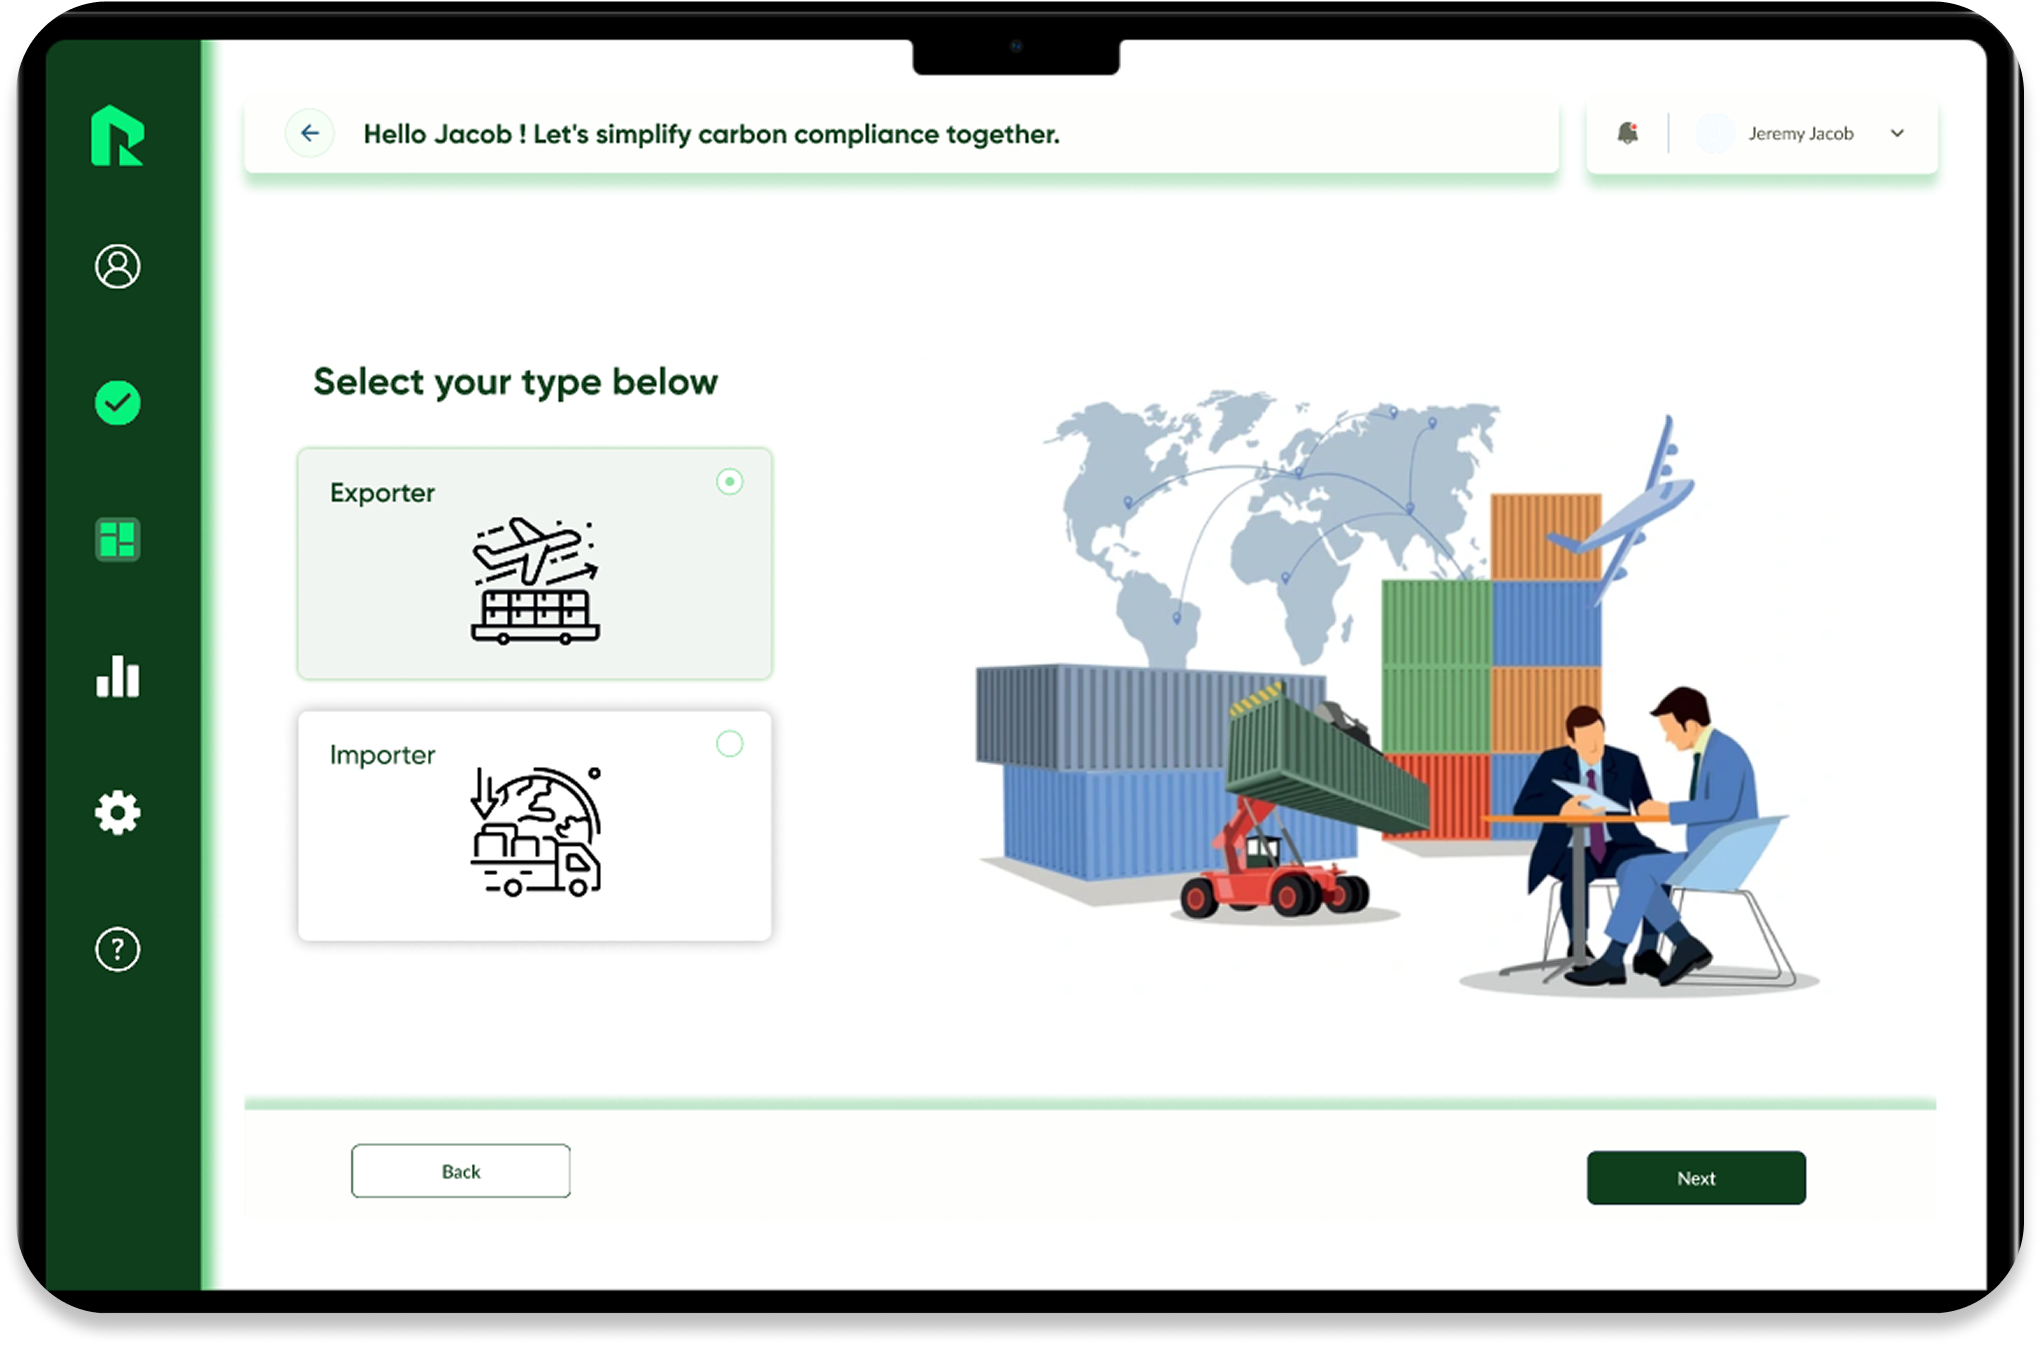 Hello Jacob ! Let's simplify carbon compliance together.
Jeremy Jacob
Select your type below
Exporter
Importer
Back
Next